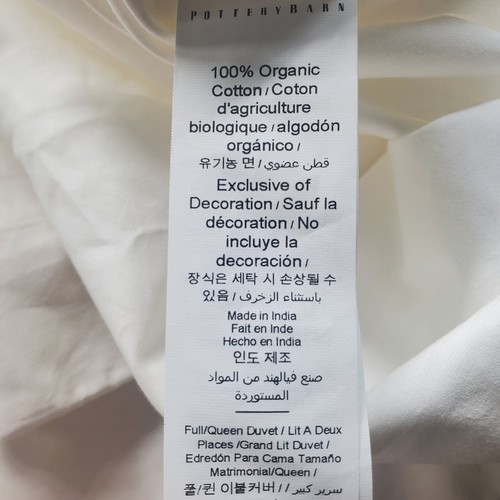 POTTERYBARN
100% Organic
Cotton / Coton
d'agriculture
biologique / algodón
orgánico /
유기농 면 / قطن عضوي
Exclusive of
Decoration / Sauf la
décoration / No
incluye la
decoración /
장식은 세탁 시 손상될 수
있음 / باستثناء الزخرف
Made in India
Fait en Inde
Hecho en India
인도 제조
صنع فيالهند من المواد
المستوردة
Full/Queen Duvet / Lit A Deux
Places /Grand Lit Duvet /
Edredón Para Cama Tamaño
Matrimonial/Queen /
풀/퀸 이불커버 / / سرير كبير